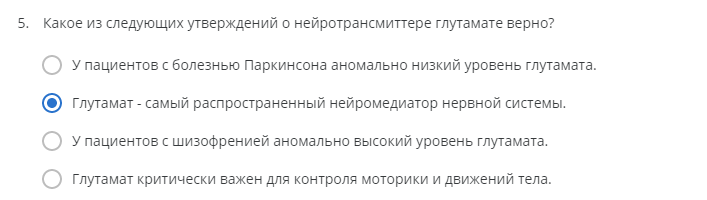 5. Какое из следующих утверждений о нейротрансмиттере глутамате верно?
У пациентов с болезнью Паркинсона аномально низкий уровень глутамата.
Глутамат - самый распространенный нейромедиатор нервной системы.
У пациентов с шизофренией аномально высокий уровень глутамата.
Глутамат критически важен для контроля моторики и движений тела.